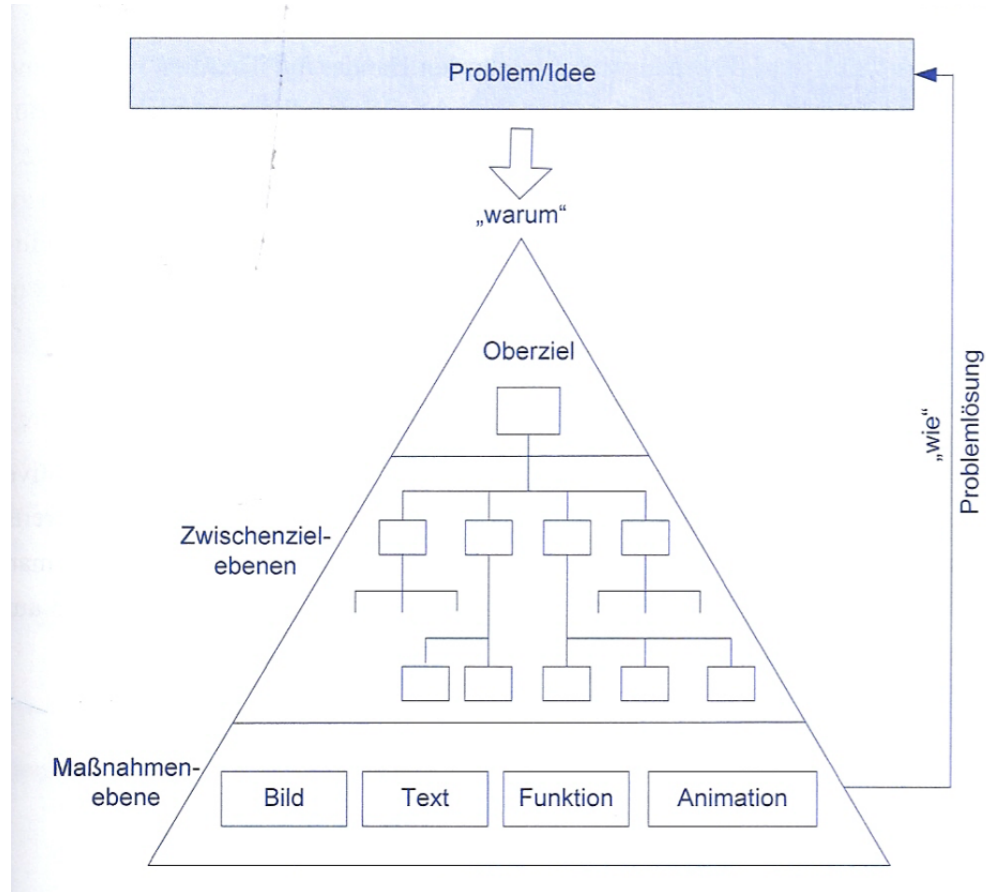 Problem/Idee
„warum“
Oberziel
Zwischenziel-
ebenen
Maßnahmen-
ebene
Bild
Text
Funktion
Animation
„wie“
Problemlösung